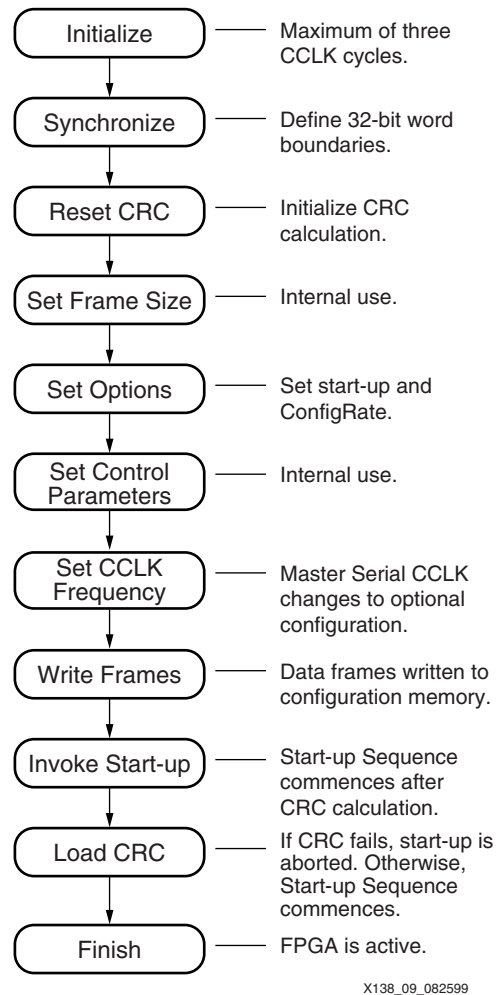 Initialize
Maximum of three
CCLK cycles.
Synchronize
Define 32-bit word
boundaries.
Reset CRC
Initialize CRC
calculation.
Set Frame Size
Internal use.
Set Options
Set start-up and
ConfigRate.
Set Control
Parameters
Internal use.
Set CCLK
Frequency
Master Serial CCLK
changes to optional
configuration.
Write Frames
Data frames written to
configuration memory.
Invoke Start-up
Start-up Sequence
commences after
CRC calculation.
Load CRC
If CRC fails, start-up is
aborted. Otherwise,
Start-up Sequence
commences.
Finish
FPGA is active.
X138_09_082599